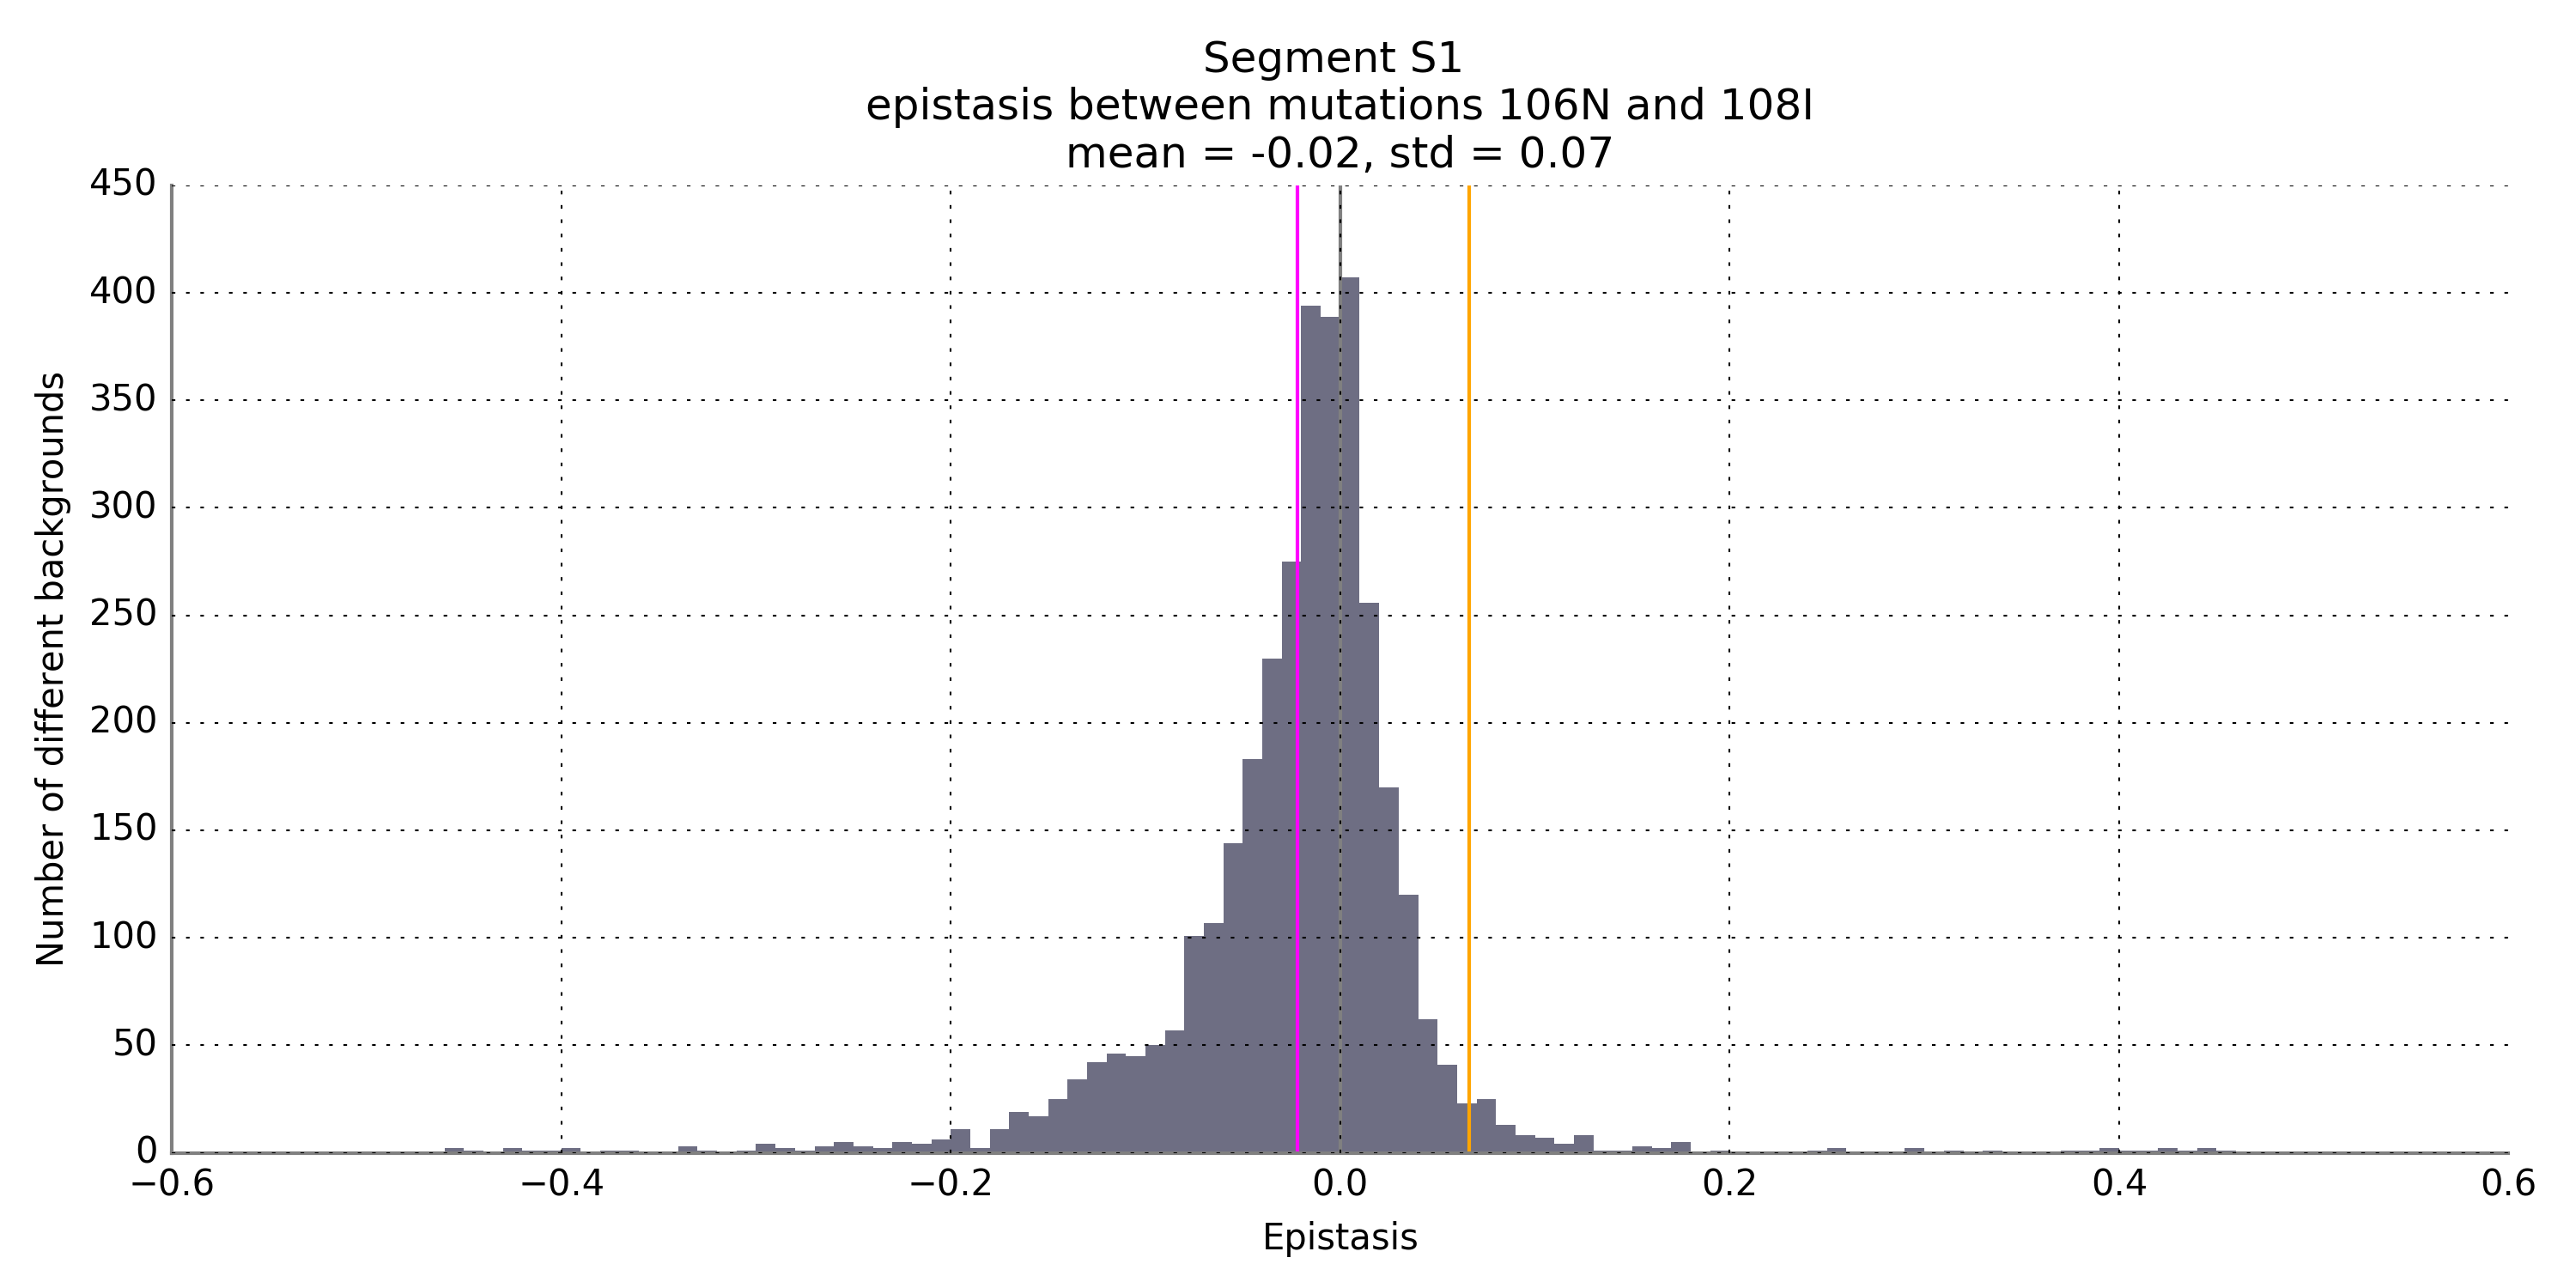 Segment S1
epistasis between mutations 106N and 108I
mean = -0.02, std = 0.07
450
400
350
300
250
200
150
100
50
0
Number of different backgrounds
−0.6 −0.4 −0.2 0.0 0.2 0.4 0.6
Epistasis